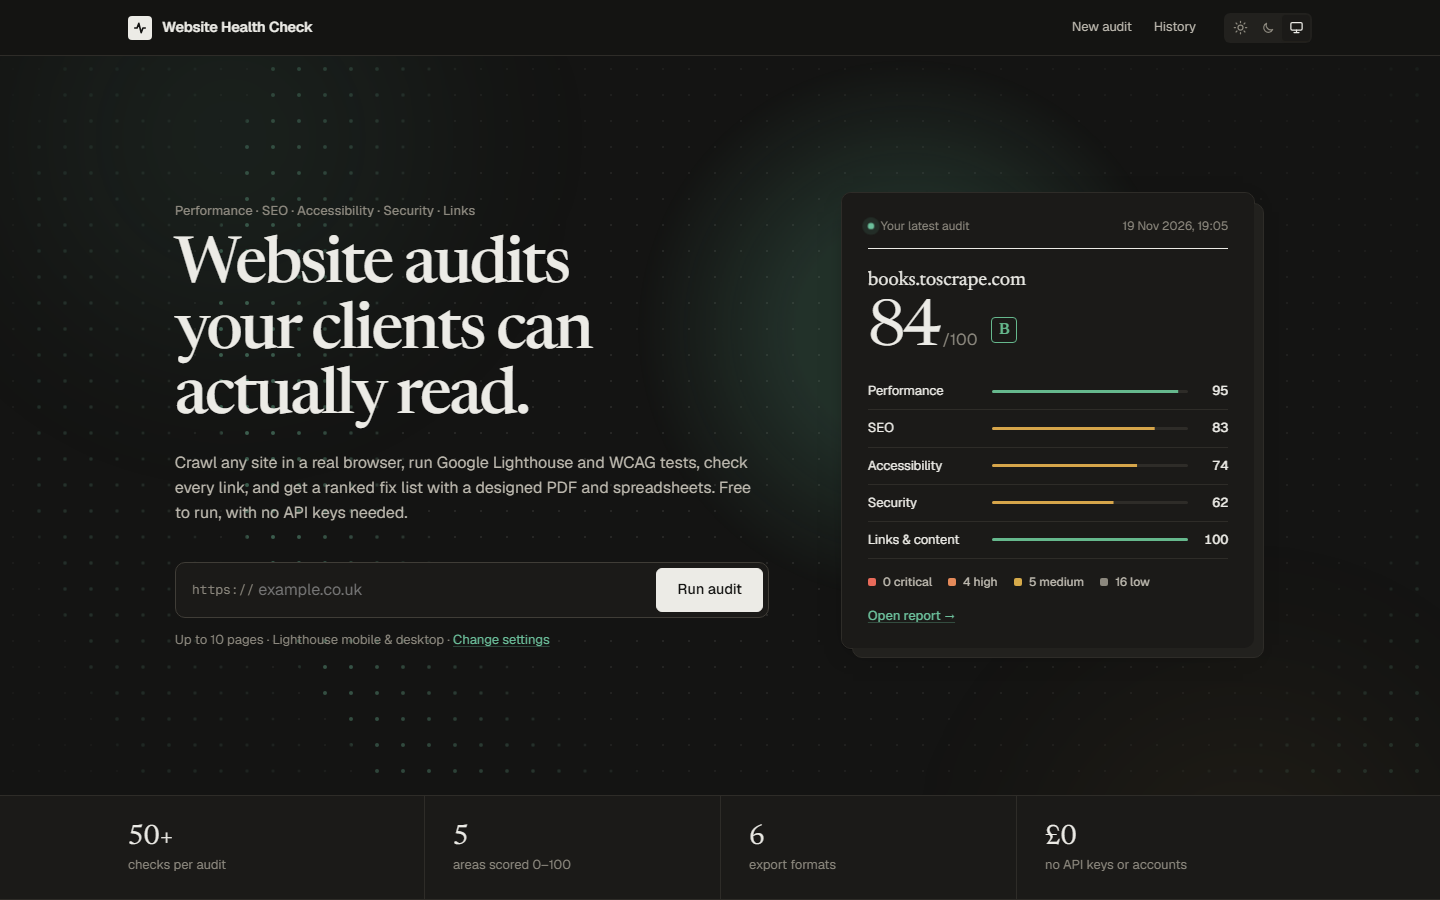 Website Health Check
New audit
History
Performance · SEO · Accessibility · Security · Links
Website audits
your clients can
actually read.
Crawl any site in a real browser, run Google Lighthouse and WCAG tests, check
every link, and get a ranked fix list with a designed PDF and spreadsheets. Free
to run, with no API keys needed.
https:// example.co.uk
Run audit
Up to 10 pages · Lighthouse mobile & desktop · Change settings
Your latest audit
19 Nov 2026, 19:05
books.toscrape.com
84/100 B
Performance 95
SEO 83
Accessibility 74
Security 62
Links & content 100
0 critical 4 high 5 medium 16 low
Open report →
50+
checks per audit
5
areas scored 0–100
6
export formats
£0
no API keys or accounts